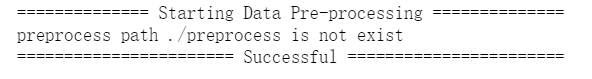 ============== Starting Data Pre-processing ==============
preprocess path ./preprocess is not exist
======================= Successful =======================